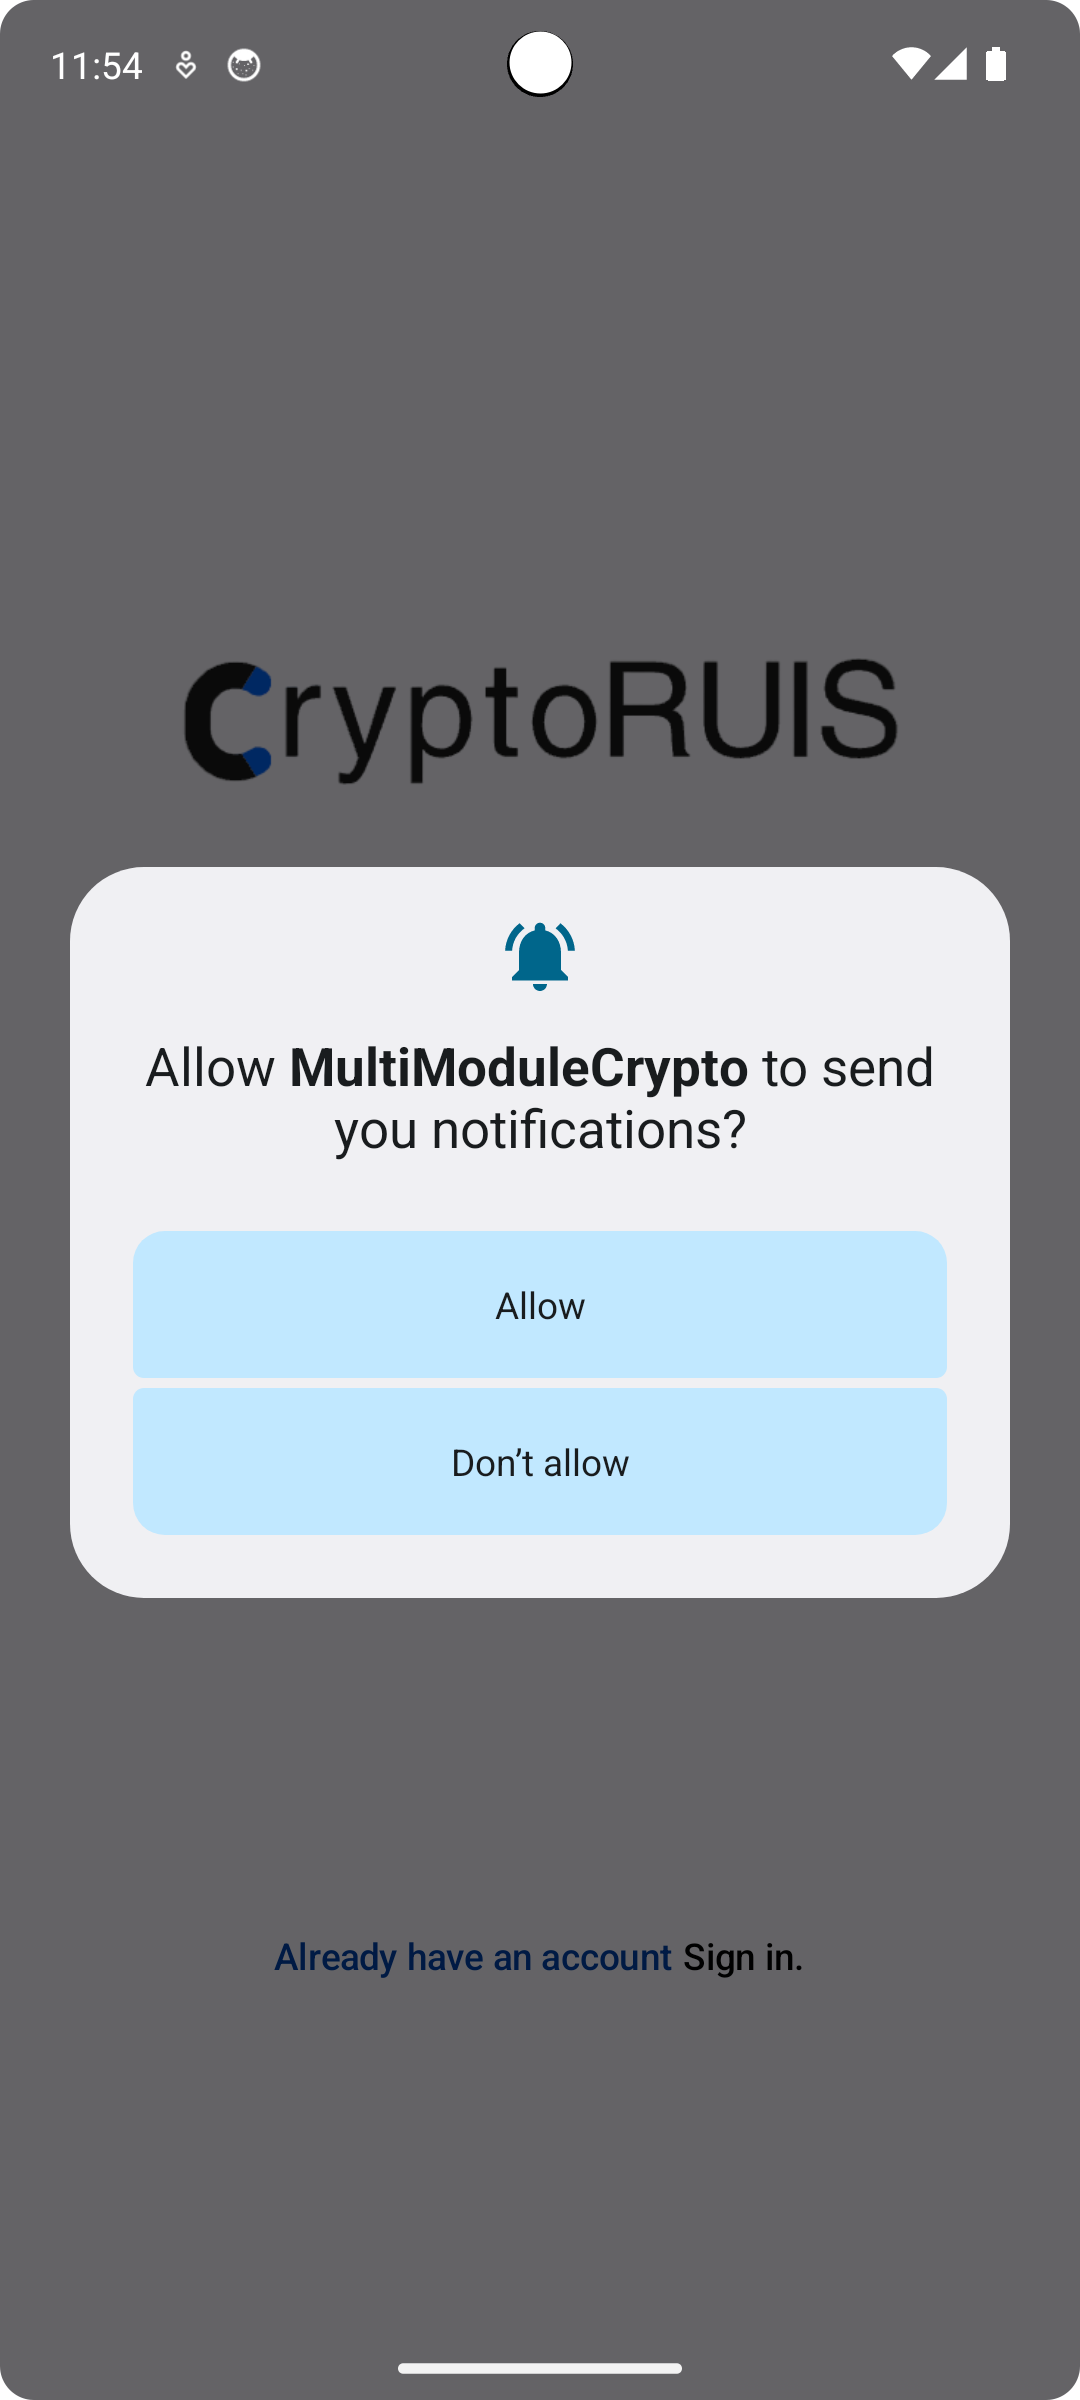 11:54
CryptoRUIS
Allow MultiModuleCrypto to send
you notifications?
Allow
Don’t allow
Already have an account Sign in.